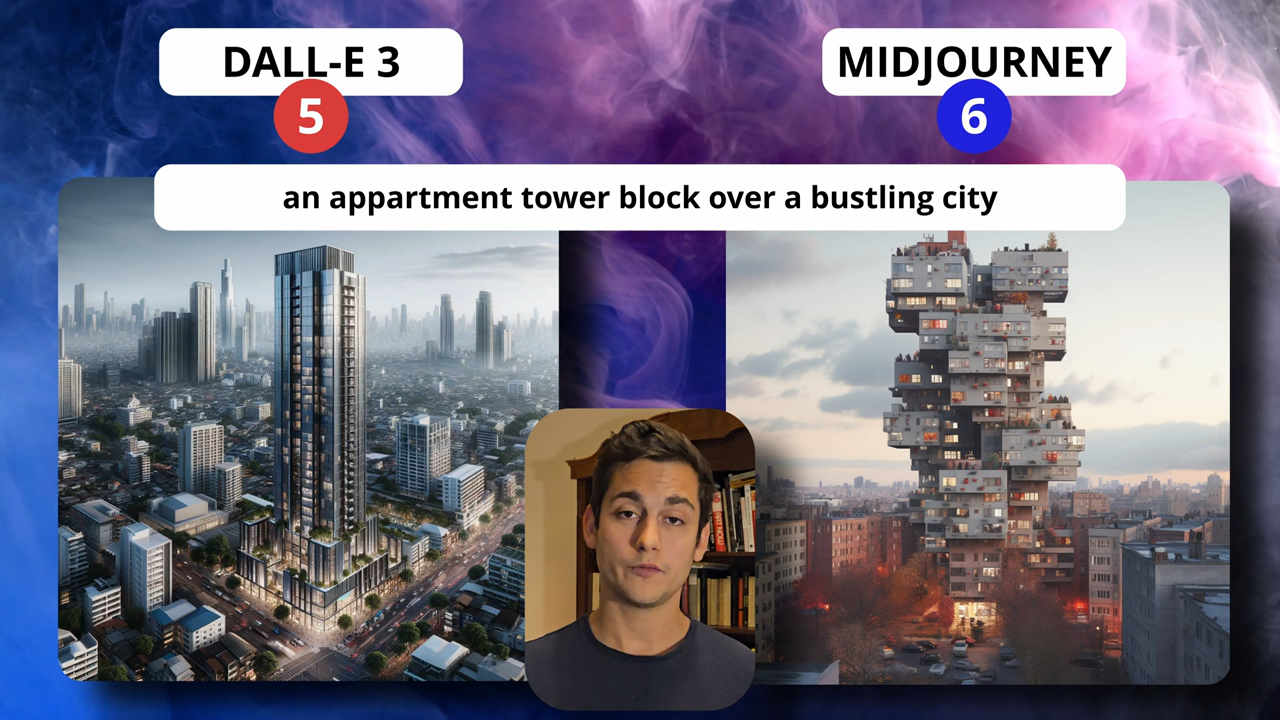 DALL-E 3
5
MIDJOURNEY
6
an appartment tower block over a bustling city